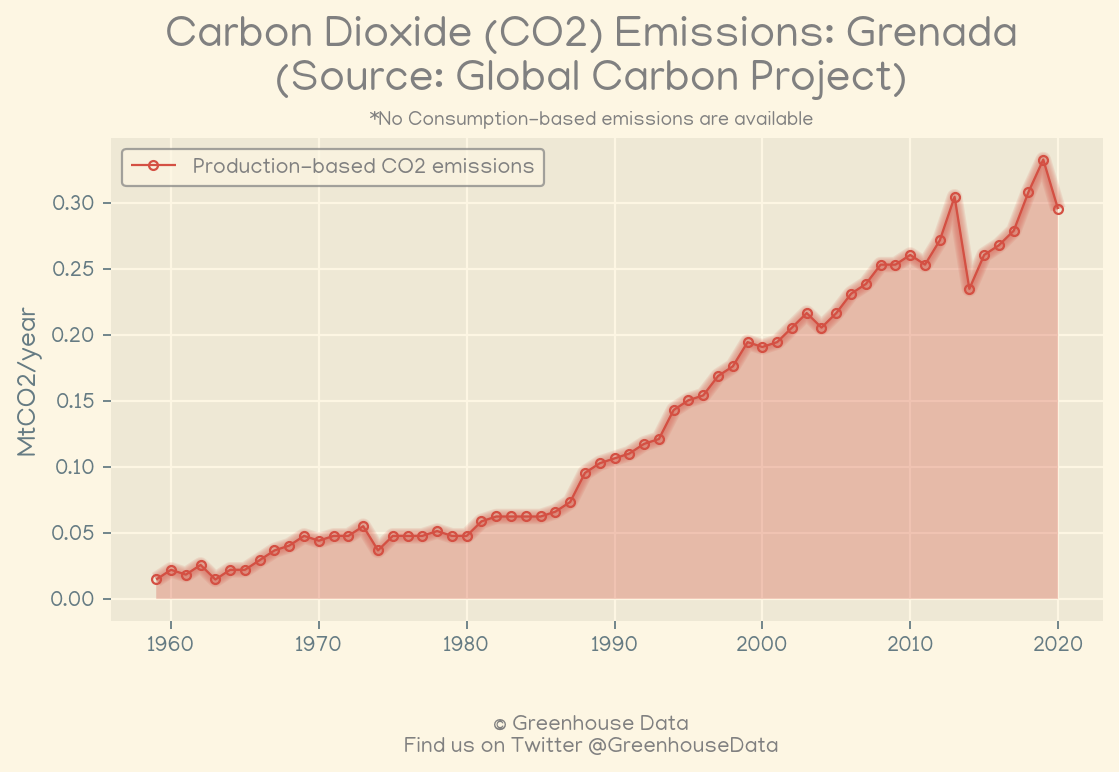 Carbon Dioxide (CO2) Emissions: Grenada
(Source: Global Carbon Project)
*No Consumption-based emissions are available
Production-based CO2 emissions
MtCO2/year
0.30
0.25
0.20
0.15
0.10
0.05
0.00
1960 1970 1980 1990 2000 2010 2020
© Greenhouse Data
Find us on Twitter @GreenhouseData